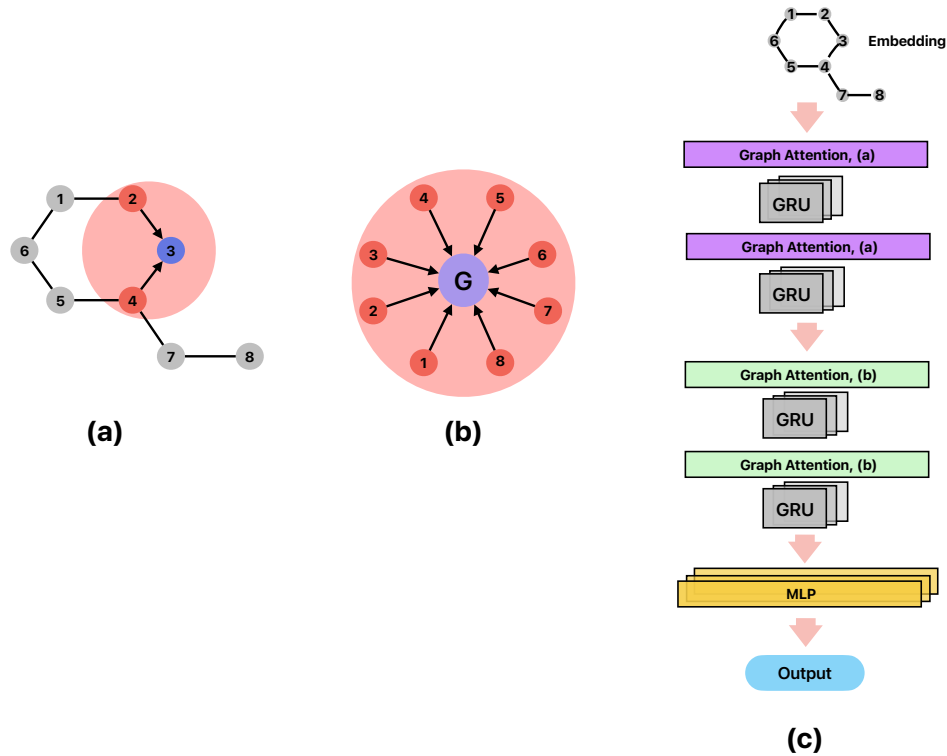 1 2
6 3
5 4
7 8
(a)
4 5
3 6
G
2 7
1 8
(b)
1 2
6 3 Embedding
5 4
7 8
Graph Attention, (a)
GRU
Graph Attention, (a)
GRU
Graph Attention, (b)
GRU
Graph Attention, (b)
GRU
MLP
Output
(c)